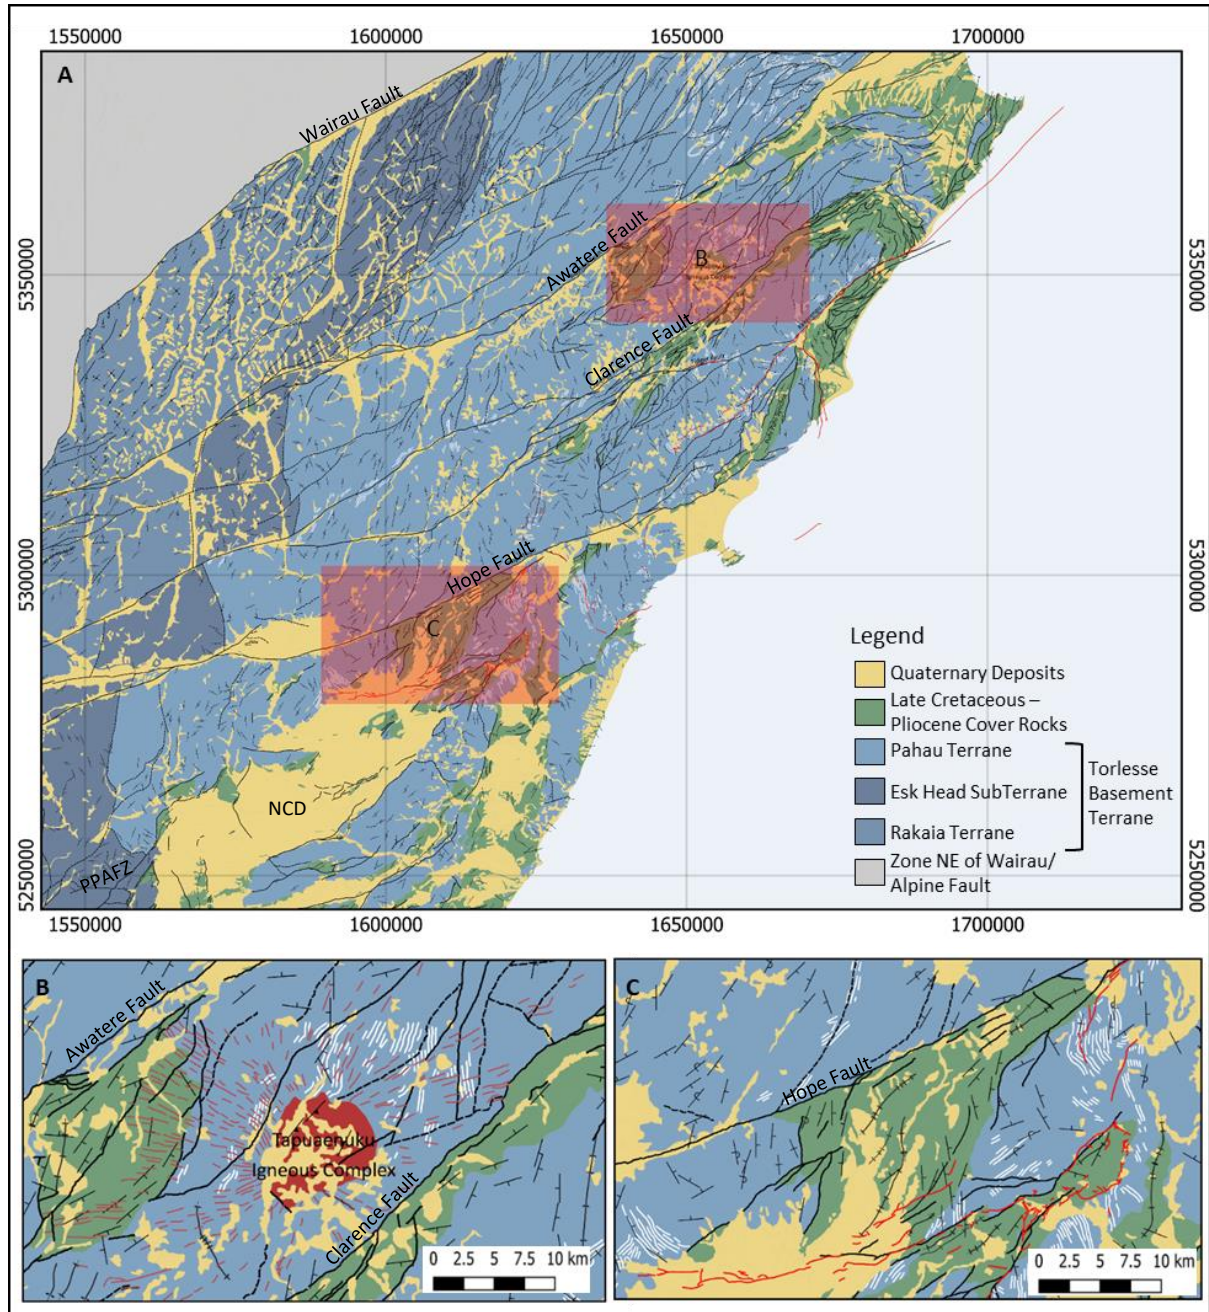 1550000
1600000
1650000
1700000
A
Wairau Fault
Awatere Fault
B
5350000
5350000
Clarence Fault
Hope Fault
5300000
5300000
C
Legend
Quaternary Deposits
Late Cretaceous –
Pliocene Cover Rocks
Pahau Terrane
Esk Head SubTerrane
Rakaia Terrane
Torlesse
Basement
Terrane
Zone NE of Wairau/
Alpine Fault
NCD
PPAFZ
5250000
5250000
1550000
1600000
1650000
1700000
B
Awatere Fault
Tapuaenuku
Igneous Complex
Clarence Fault
0 2.5 5 7.5 10 km
C
Hope Fault
0 2.5 5 7.5 10 km